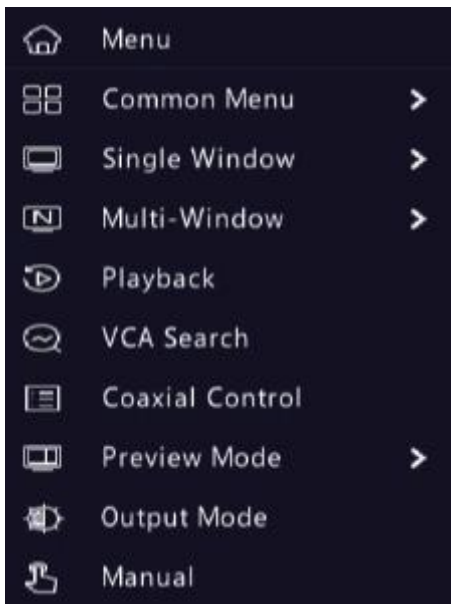 Menu
Common Menu
Single Window
Multi-Window
Playback
VCA Search
Coaxial Control
Preview Mode
Output Mode
Manual